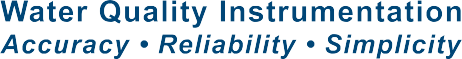 Water Quality Instrumentation
Accuracy • Reliability • Simplicity